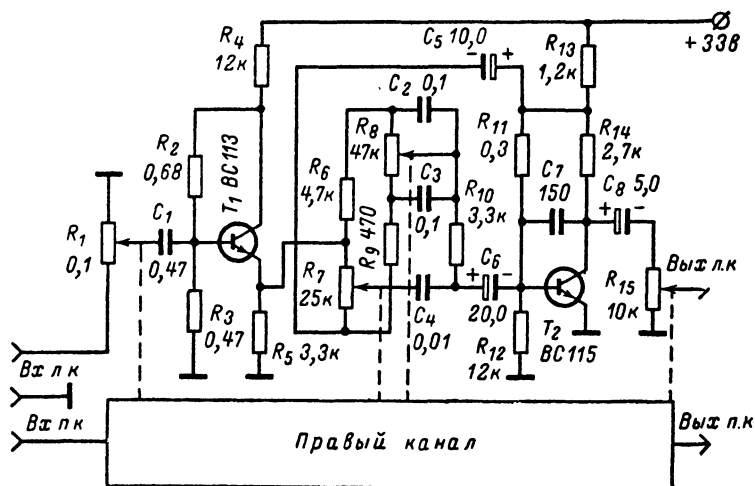 R4
12к
C5 10,0
- +
R13
1,2к
+33в
C2 0,1
R2
0,68
T1 BC113
R8
47к
R11
0,3
R14
2,7к
R6
4,7к
C3
0,1
R10
3,3к
C7
150
C8 5,0
+ -
R1
0,1
C1
0,47
R9 470
C6
+ -
20,0
R7
25к
C4
0,01
R15
10к
Вых л.к
R3
0,47
R5 3,3к
T2
BC115
R12
12к
Вх л к
Вх п к
Правый канал
Вых п.к